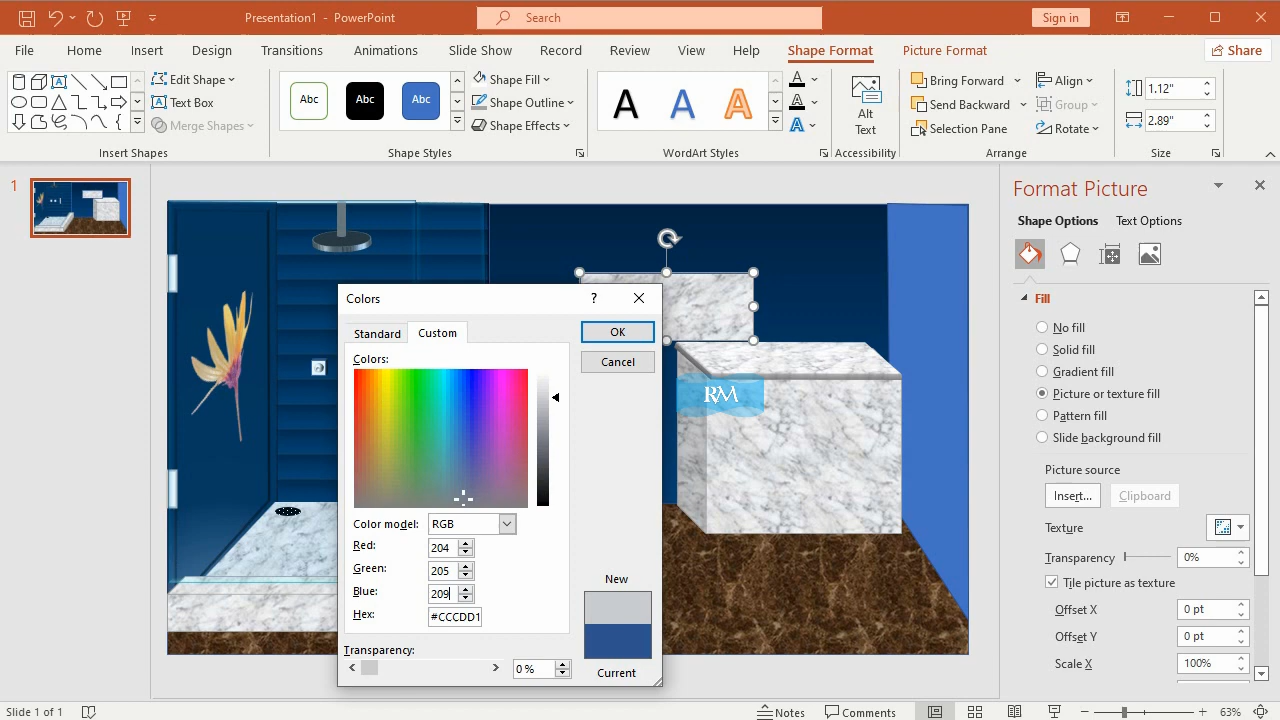 Presentation1 - PowerPoint
Search
Sign in
File Home Insert Design Transitions Animations Slide Show Record Review View Help Shape Format Picture Format Share
Edit Shape
Text Box
Merge Shapes
Insert Shapes
Abc Abc Abc
Shape Fill
Shape Outline
Shape Effects
Shape Styles
A A A
A
A
A
WordArt Styles
Alt
Text
Accessibility
Bring Forward
Send Backward
Selection Pane
Align
Group
Rotate
Arrange
1.12"
2.89"
Size
1
RM
Colors
?
Standard Custom
OK
Cancel
Colors:
Color model: RGB
Red: 204
Green: 205
Blue: 209
Hex: #CCCDD1
Transparency:
0 %
New
Current
Format Picture
Shape Options Text Options
Fill
No fill
Solid fill
Gradient fill
Picture or texture fill
Pattern fill
Slide background fill
Picture source
Insert... Clipboard
Texture
Transparency 0%
Tile picture as texture
Offset X 0 pt
Offset Y 0 pt
Scale X 100%
Slide 1 of 1
Notes
Comments
63%